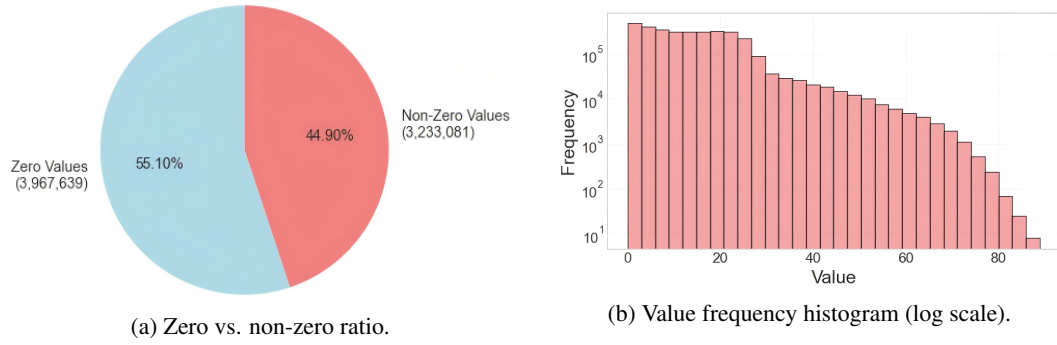 Zero Values
(3,967,639)
55.10%
44.90%
Non-Zero Values
(3,233,081)
(a) Zero vs. non-zero ratio.
Frequency
10^5
10^4
10^3
10^2
10^1
0 20 40 60 80
Value
(b) Value frequency histogram (log scale).